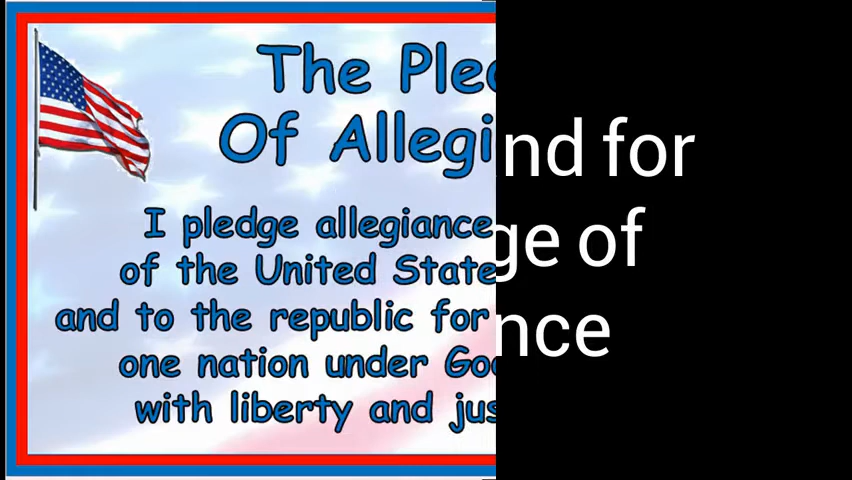 The Pled
Of Allegi
I pledge allegiance
of the United State
and to the republic for
one nation under Go
with liberty and jus
nd for
ge of
nce